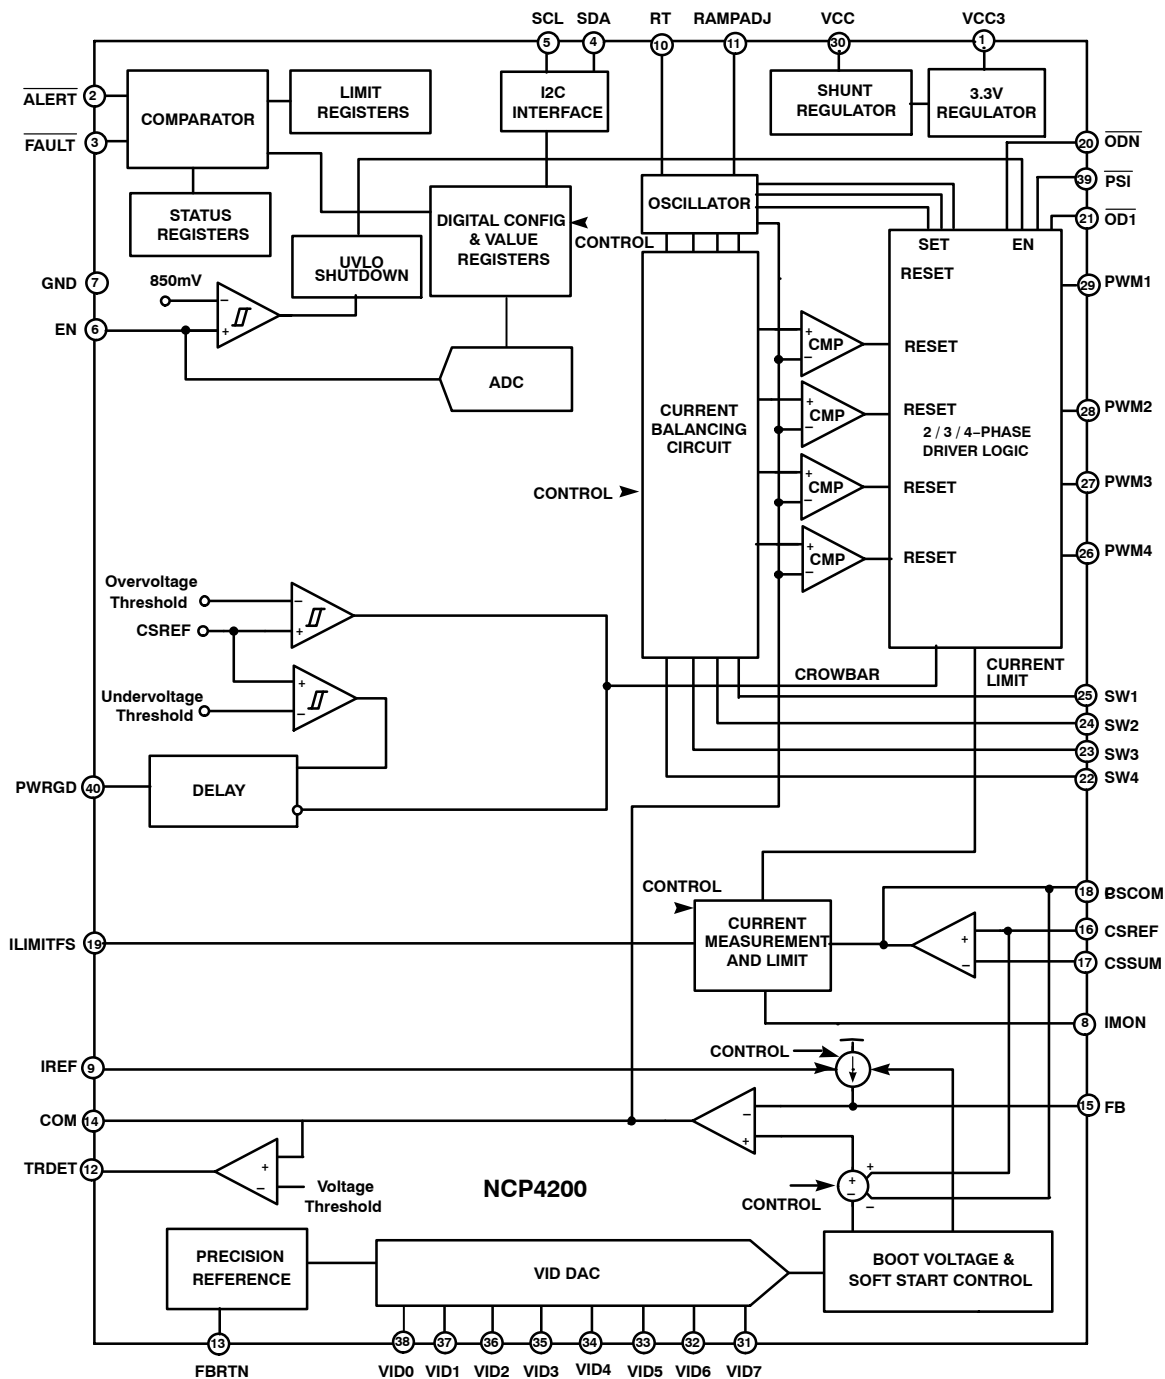 SCL SDA RT RAMPADJ VCC VCC3
5 4 10 11 30 1
ALERT 2
FAULT 3
COMPARATOR
LIMIT
REGISTERS
I2C
INTERFACE
SHUNT
REGULATOR
3.3V
REGULATOR
20 ODN
39 PSI
21 OD1
STATUS
REGISTERS
DIGITAL CONFIG
& VALUE
REGISTERS
CONTROL
OSCILLATOR
SET EN
UVLO
SHUTDOWN
GND 7
850mV
EN 6
−
+
ADC
RESET
29 PWM1
+
−
CMP
RESET
CURRENT
BALANCING
CIRCUIT
+
−
CMP
RESET
28 PWM2
2 / 3 / 4−PHASE
DRIVER LOGIC
CONTROL
+
−
CMP
RESET
27 PWM3
+
−
CMP
RESET
26 PWM4
Overvoltage
Threshold
−
CSREF
+
+
Undervoltage
Threshold
−
CROWBAR
CURRENT
LIMIT
25 SW1
24 SW2
23 SW3
22 SW4
PWRGD 40
DELAY
CONTROL
18 CSCOM
ILIMITFS 19
CURRENT
MEASUREMENT
AND LIMIT
+
−
16 CSREF
17 CSSUM
8 IMON
IREF 9
CONTROL
COM 14
−
+
15 FB
TRDET 12
+
−
Voltage
Threshold
NCP4200
CONTROL
+
−
+
−
PRECISION
REFERENCE
VID DAC
BOOT VOLTAGE &
SOFT START CONTROL
13 38 37 36 35 34 33 32 31
FBRTN VID0 VID1 VID2 VID3 VID4 VID5 VID6 VID7